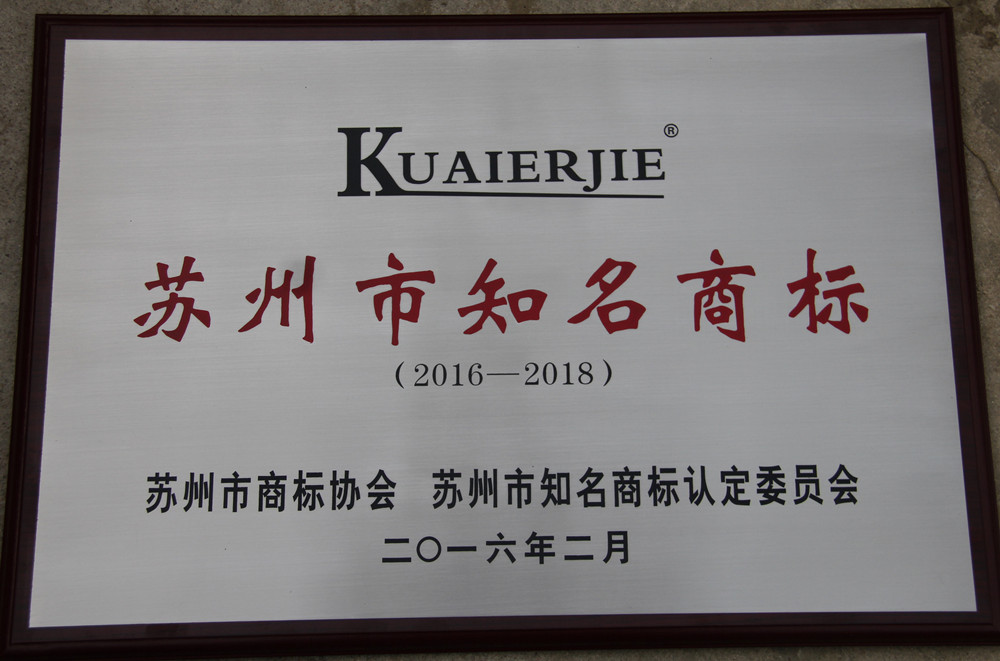 KUAIERJIE®
苏州市知名商标
（2016—2018）
苏州市商标协会 苏州市知名商标认定委员会
二〇一六年二月